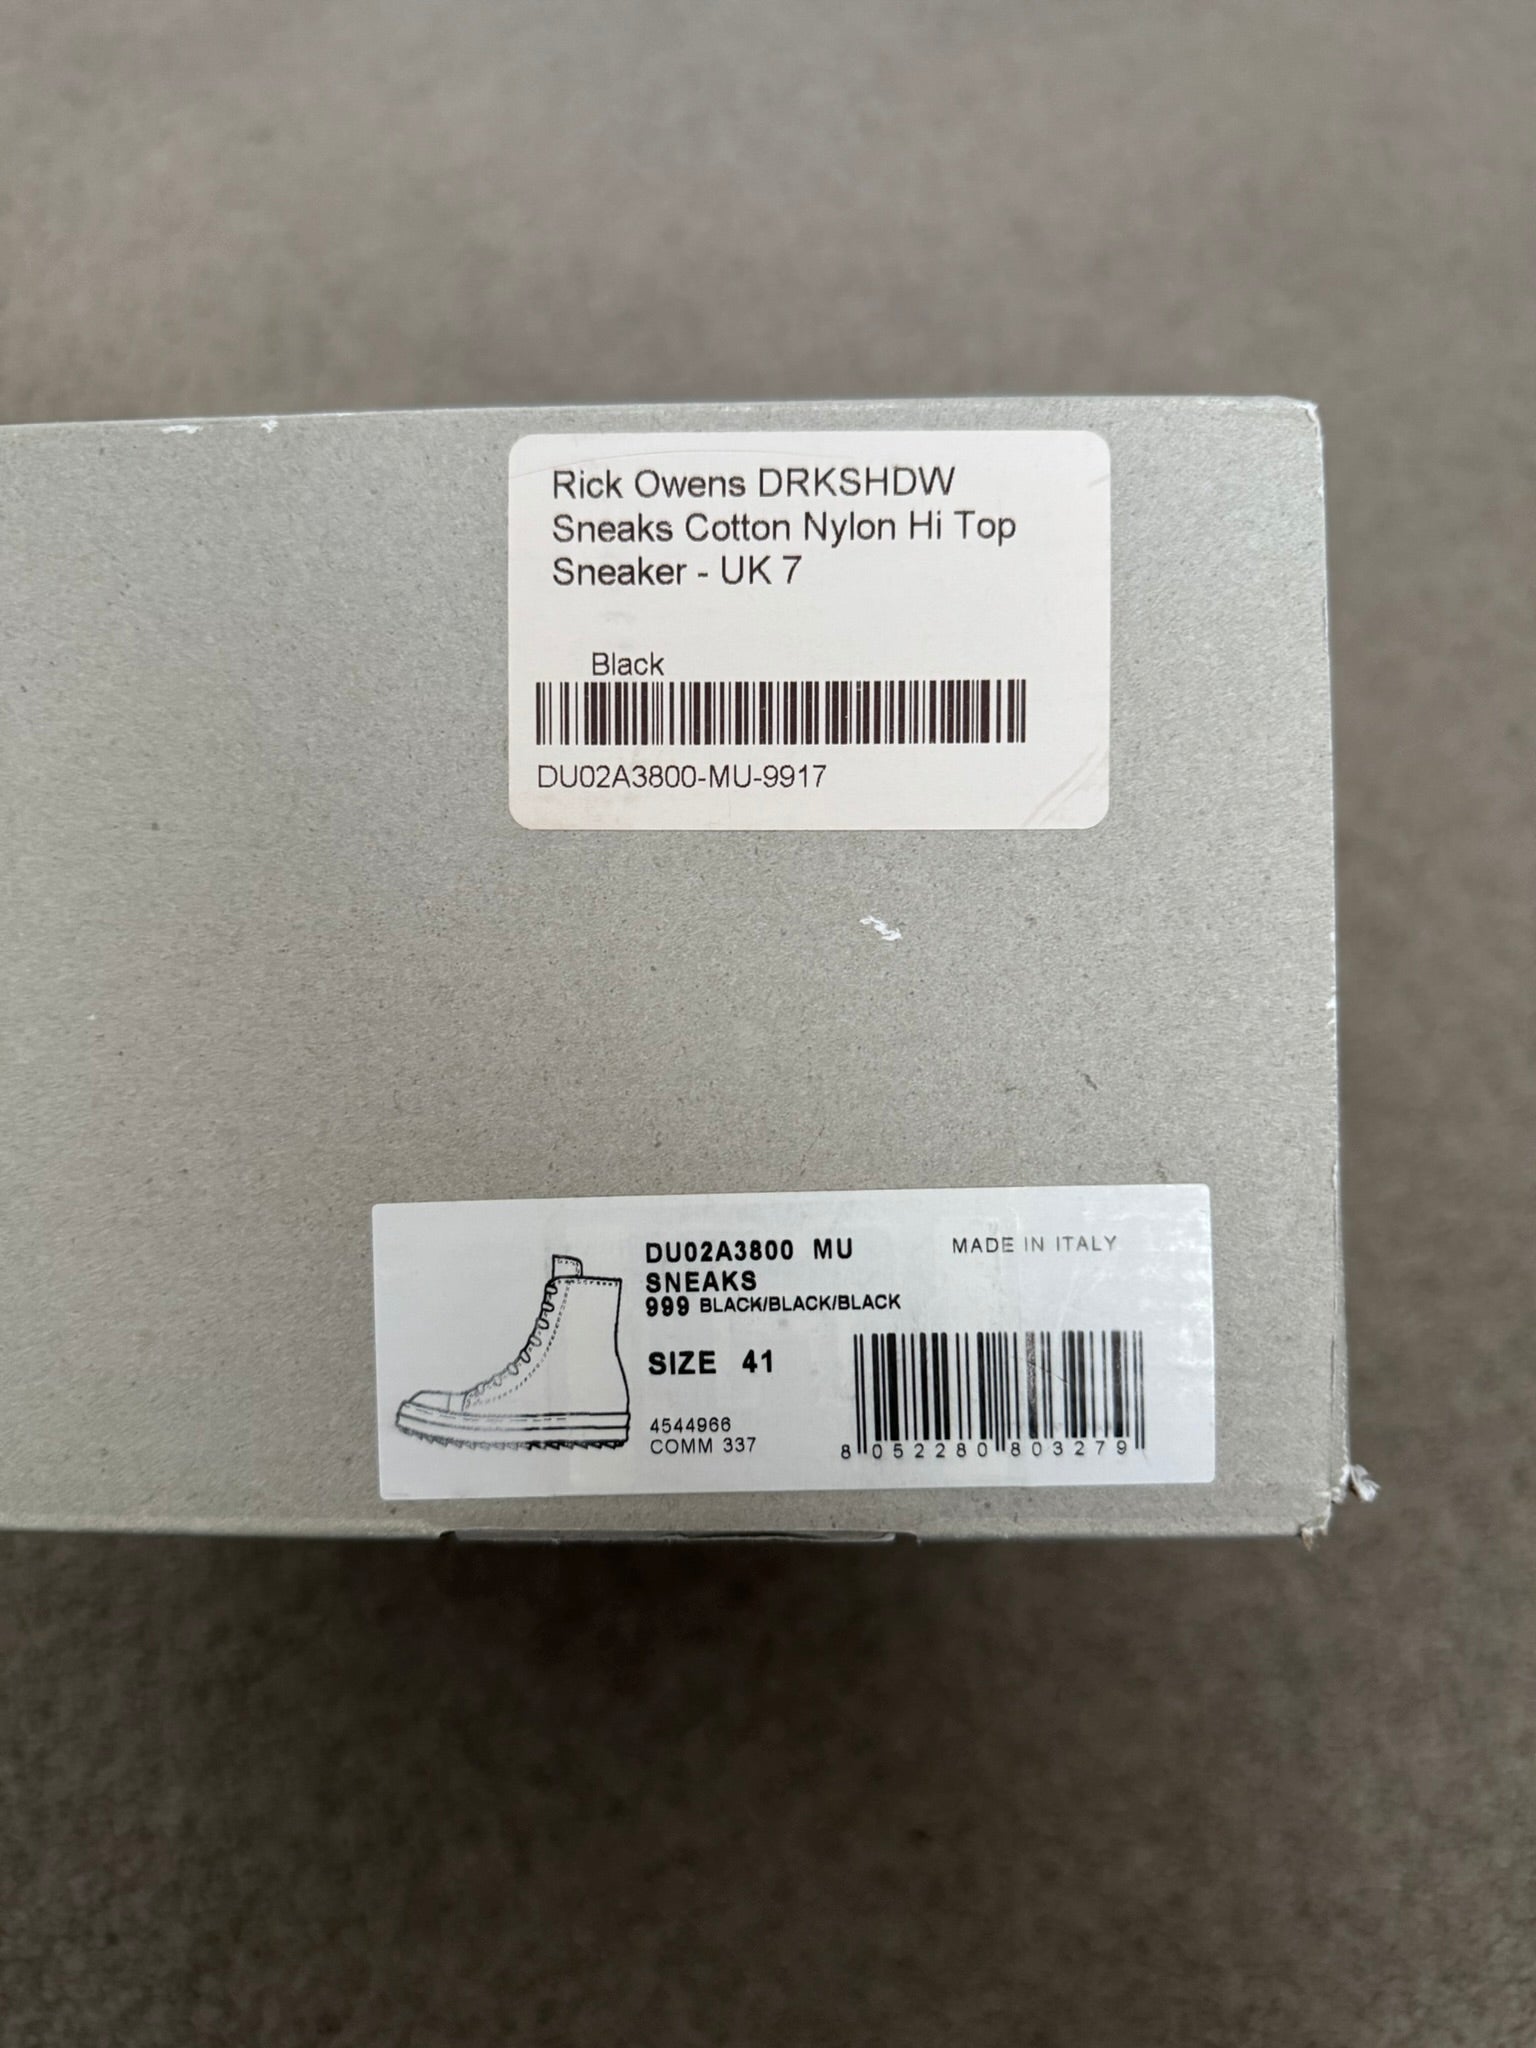 Rick Owens DRKSHDW
Sneaks Cotton Nylon Hi Top
Sneaker - UK 7
Black
DU02A3800-MU-9917
DU02A3800 MU
MADE IN ITALY
SNEAKS
999 BLACK/BLACK/BLACK
SIZE 41
4544966
COMM 337
8 052280 803279